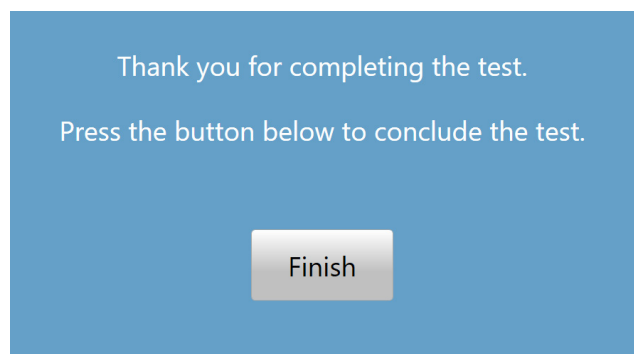 Thank you for completing the test.
Press the button below to conclude the test.
Finish